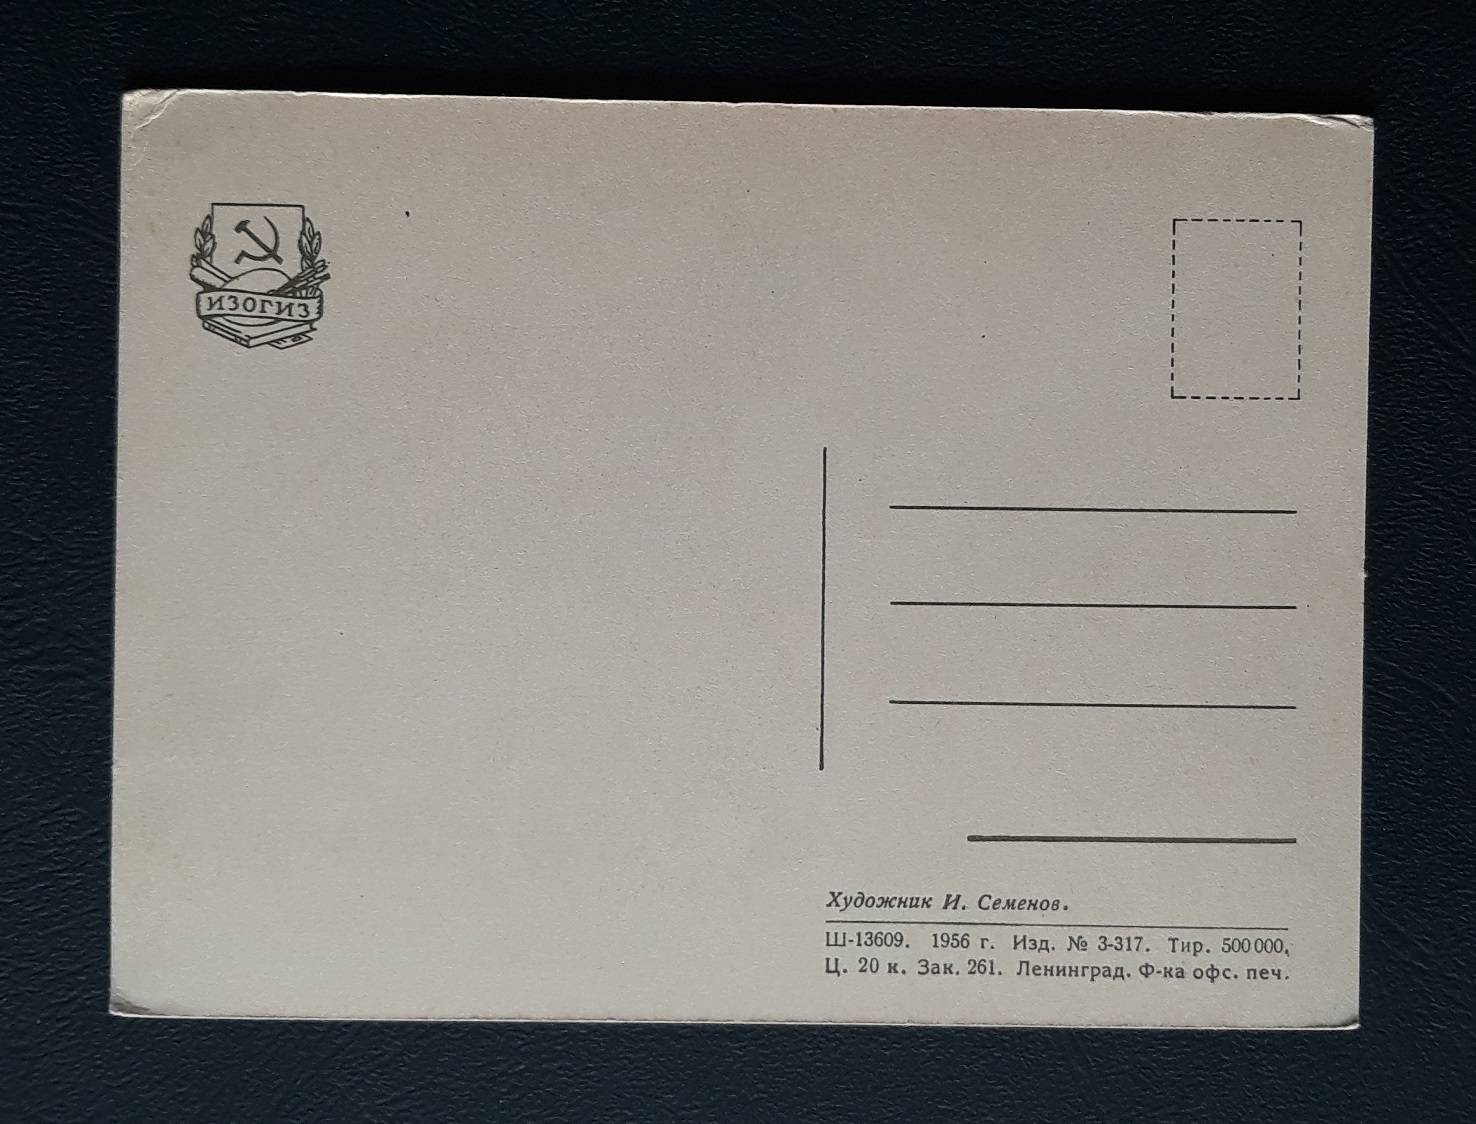 ИЗОГИЗ
Художник И. Семенов.
Ш-13609. 1956 г. Изд. № 3-317. Тир. 500 000,
Ц. 20 к. Зак. 261. Ленинград. Ф-ка офс. печ.